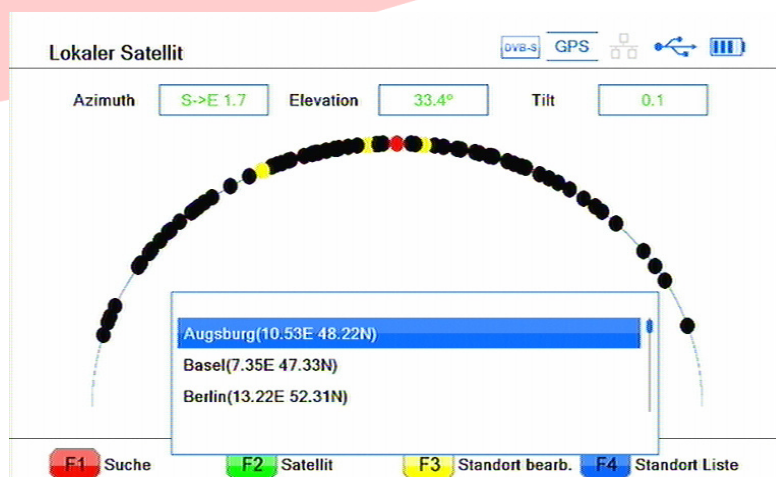 Lokaler Satellit DVB-S GPS
Azimuth S->E 1.7 Elevation 33.4° Tilt 0.1
Augsburg(10.53E 48.22N)
Basel(7.35E 47.33N)
Berlin(13.22E 52.31N)
F1 Suche F2 Satellit F3 Standort bearb. F4 Standort Liste